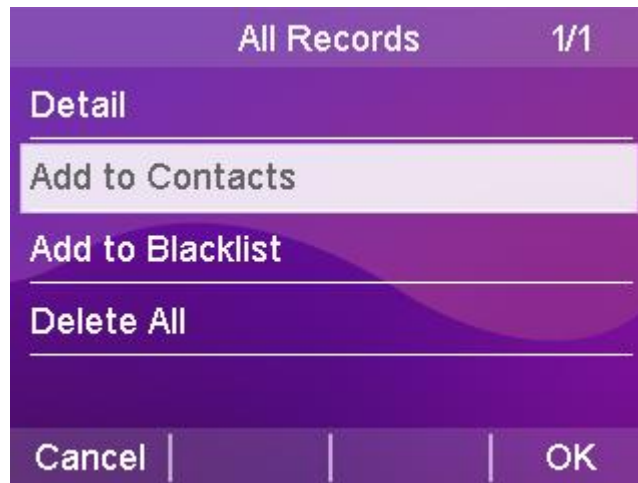 All Records 1/1
Detail
Add to Contacts
Add to Blacklist
Delete All
Cancel OK